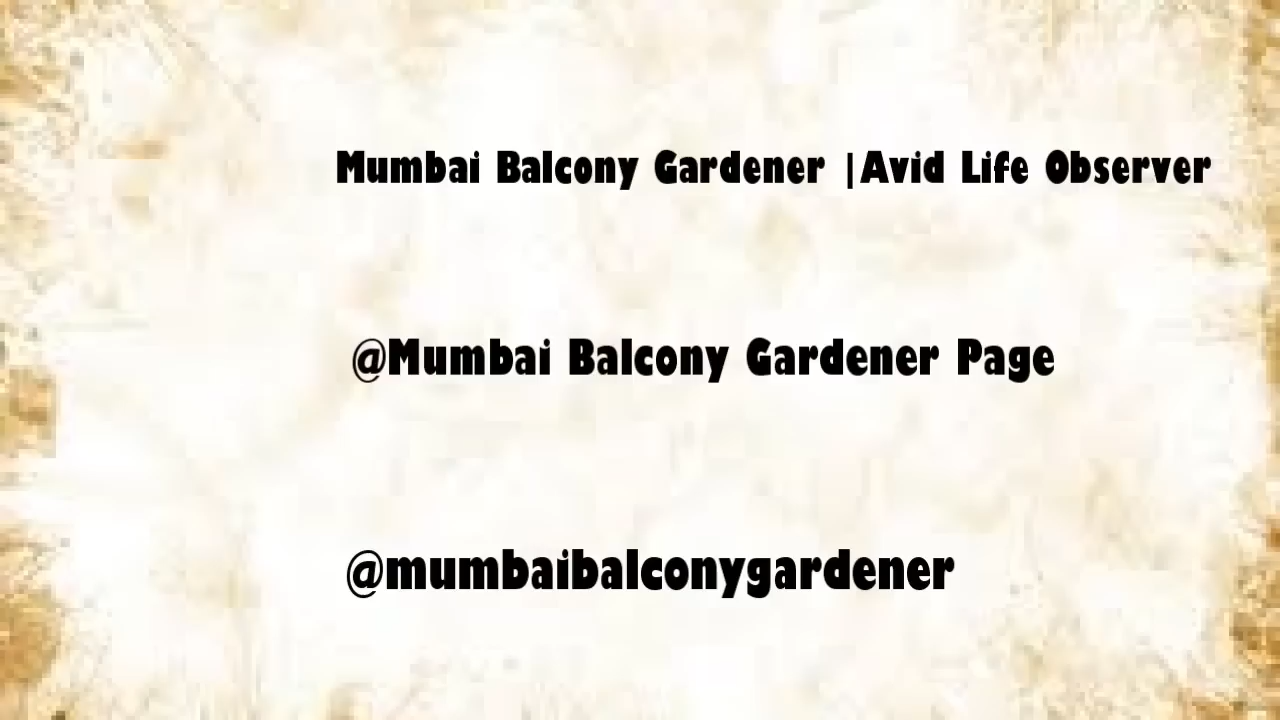 Mumbai Balcony Gardener |Avid Life Observer
@Mumbai Balcony Gardener Page
@mumbaibalconygardener